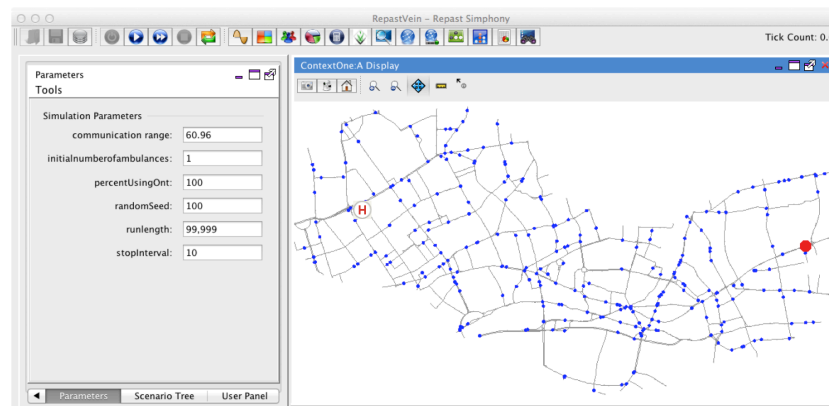 RepastVein - Repast Simphony
Tick Count: 0.
Parameters
Tools
Simulation Parameters
communication range: 60.96
initialnumberofambulances: 1
percentUsingOnt: 100
randomSeed: 100
runlength: 99,999
stopInterval: 10
Parameters Scenario Tree User Panel
ContextOne:A Display
H